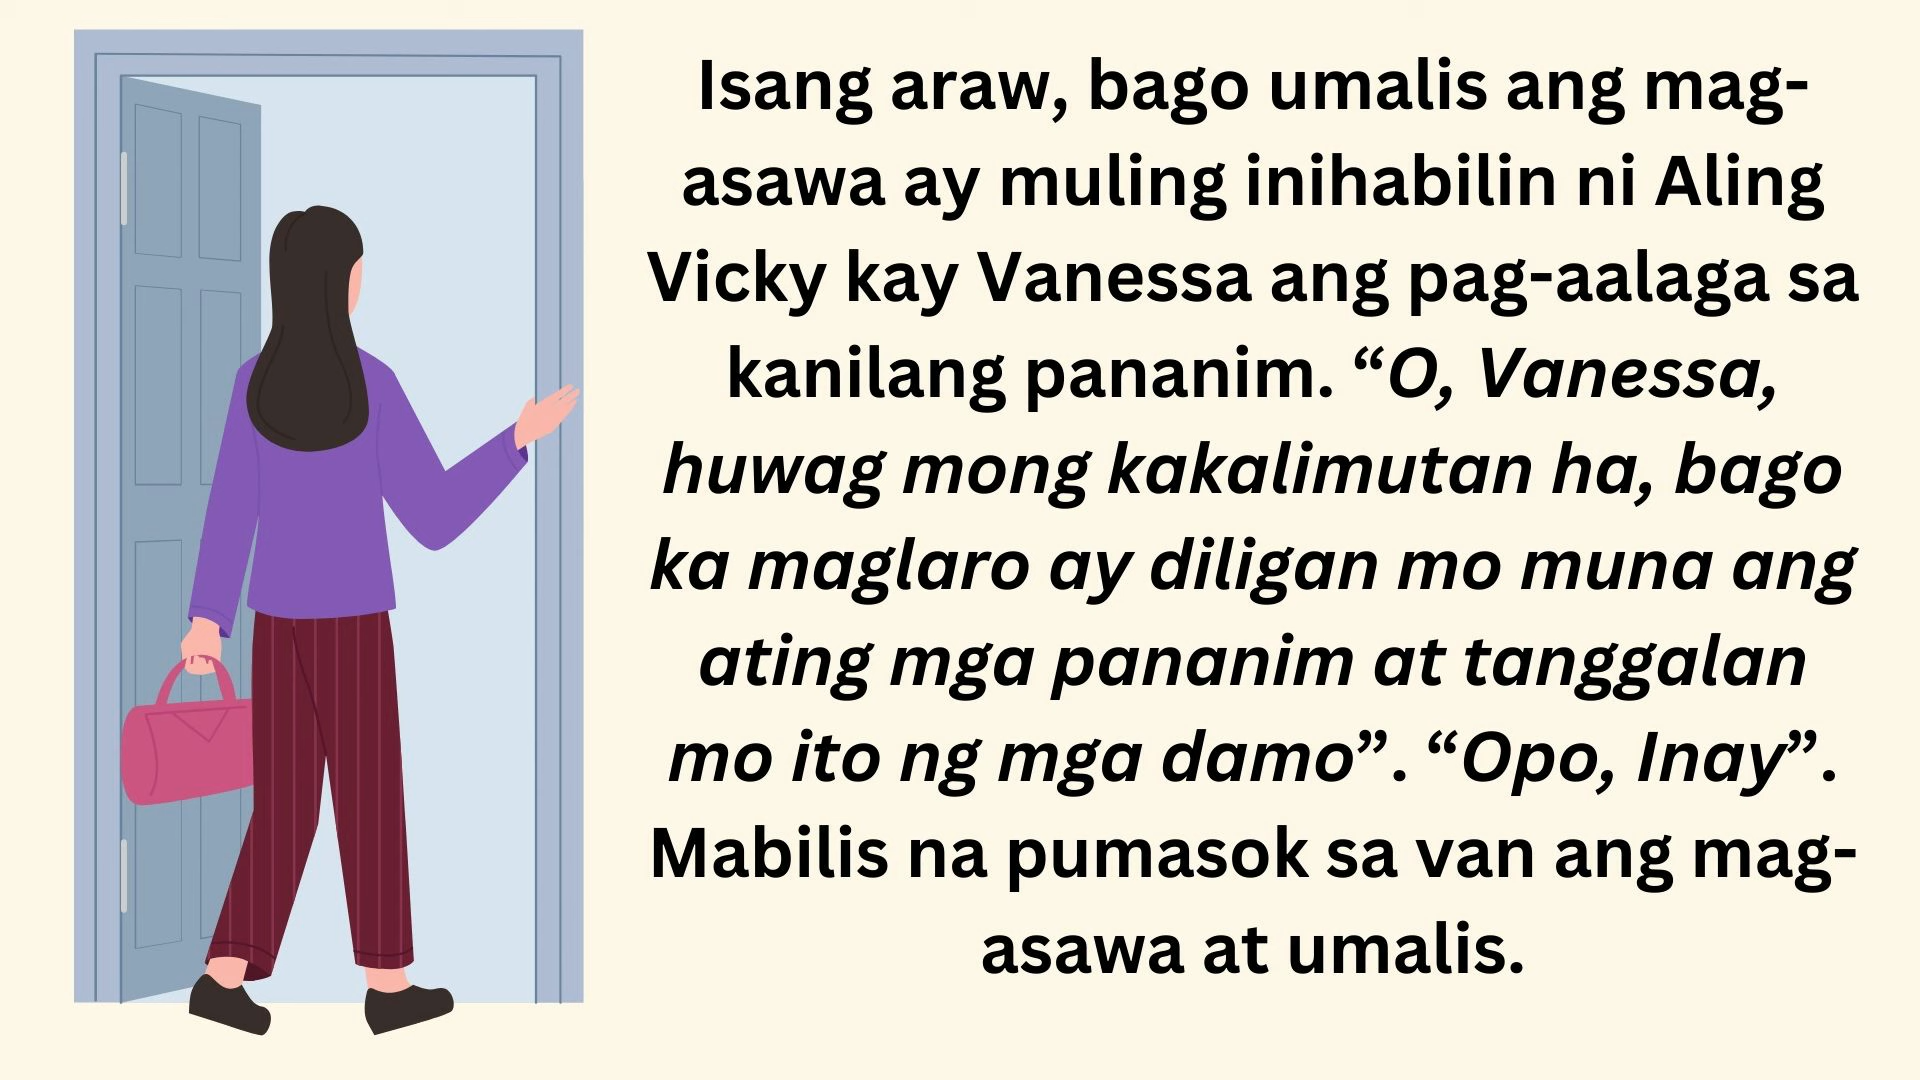 Isang araw, bago umalis ang mag-
asawa ay muling inihabilin ni Aling
Vicky kay Vanessa ang pag-aalaga sa
kanilang pananim. “O, Vanessa,
huwag mong kakalimutan ha, bago
ka maglaro ay diligan mo muna ang
ating mga pananim at tanggalan
mo ito ng mga damo”. “Opo, Inay”.
Mabilis na pumasok sa van ang mag-
asawa at umalis.